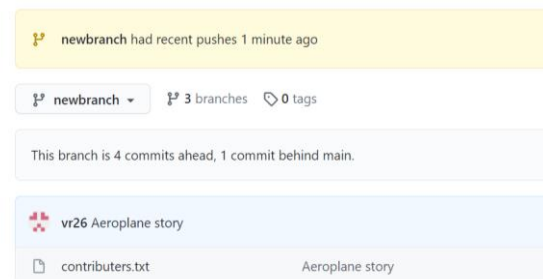 newbranch had recent pushes 1 minute ago
newbranch 3 branches 0 tags
This branch is 4 commits ahead, 1 commit behind main.
vr26 Aeroplane story
contributers.txt Aeroplane story